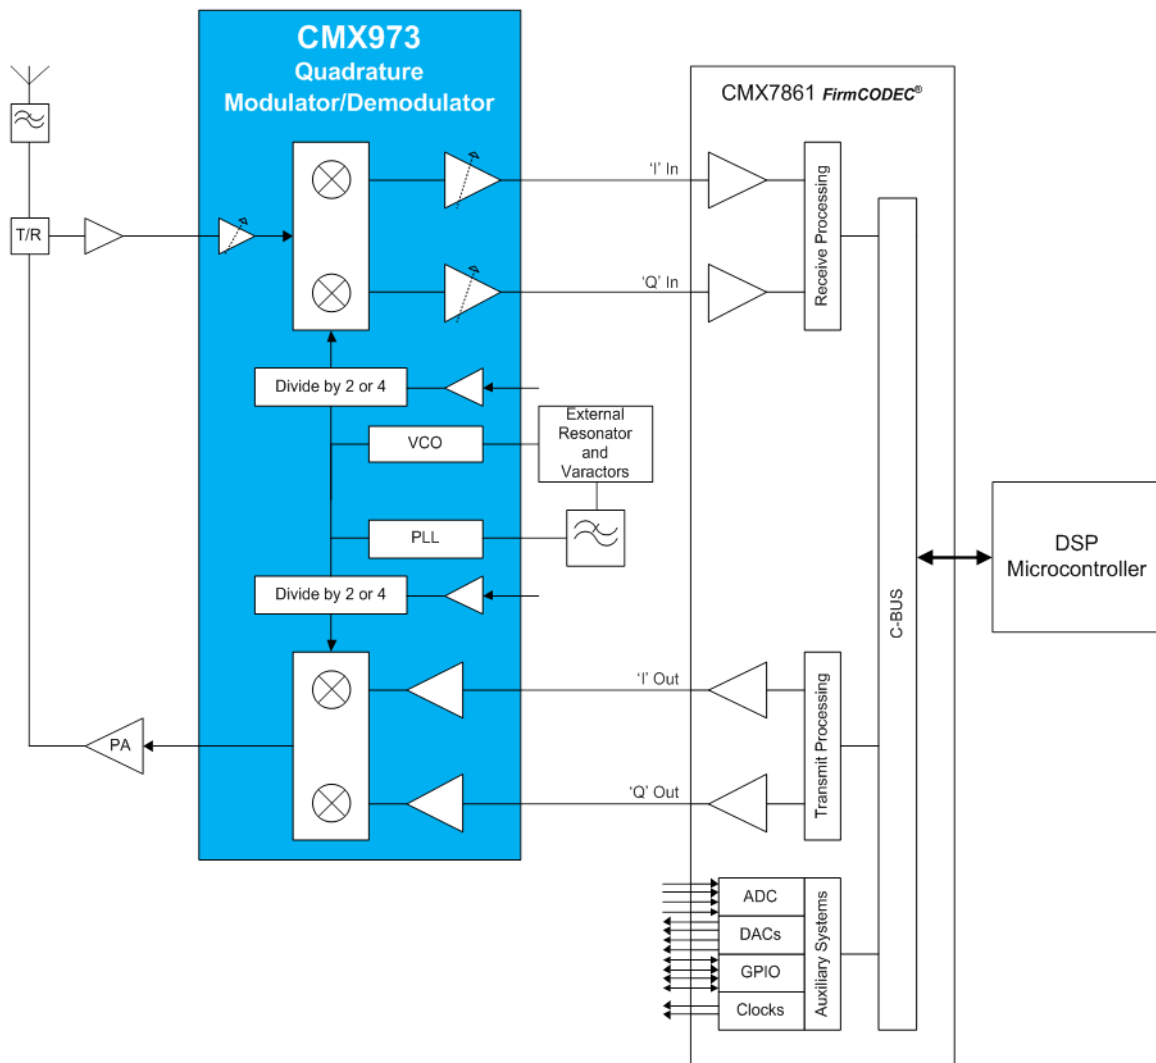 CMX973
Quadrature
Modulator/Demodulator
CMX7861 FirmCODEC®
'I' In
'Q' In
Receive Processing
T/R
Divide by 2 or 4
VCO
External
Resonator
and
Varactors
PLL
Divide by 2 or 4
C-BUS
DSP
Microcontroller
'I' Out
'Q' Out
Transmit Processing
PA
ADC
DACs
GPIO
Clocks
Auxiliary Systems